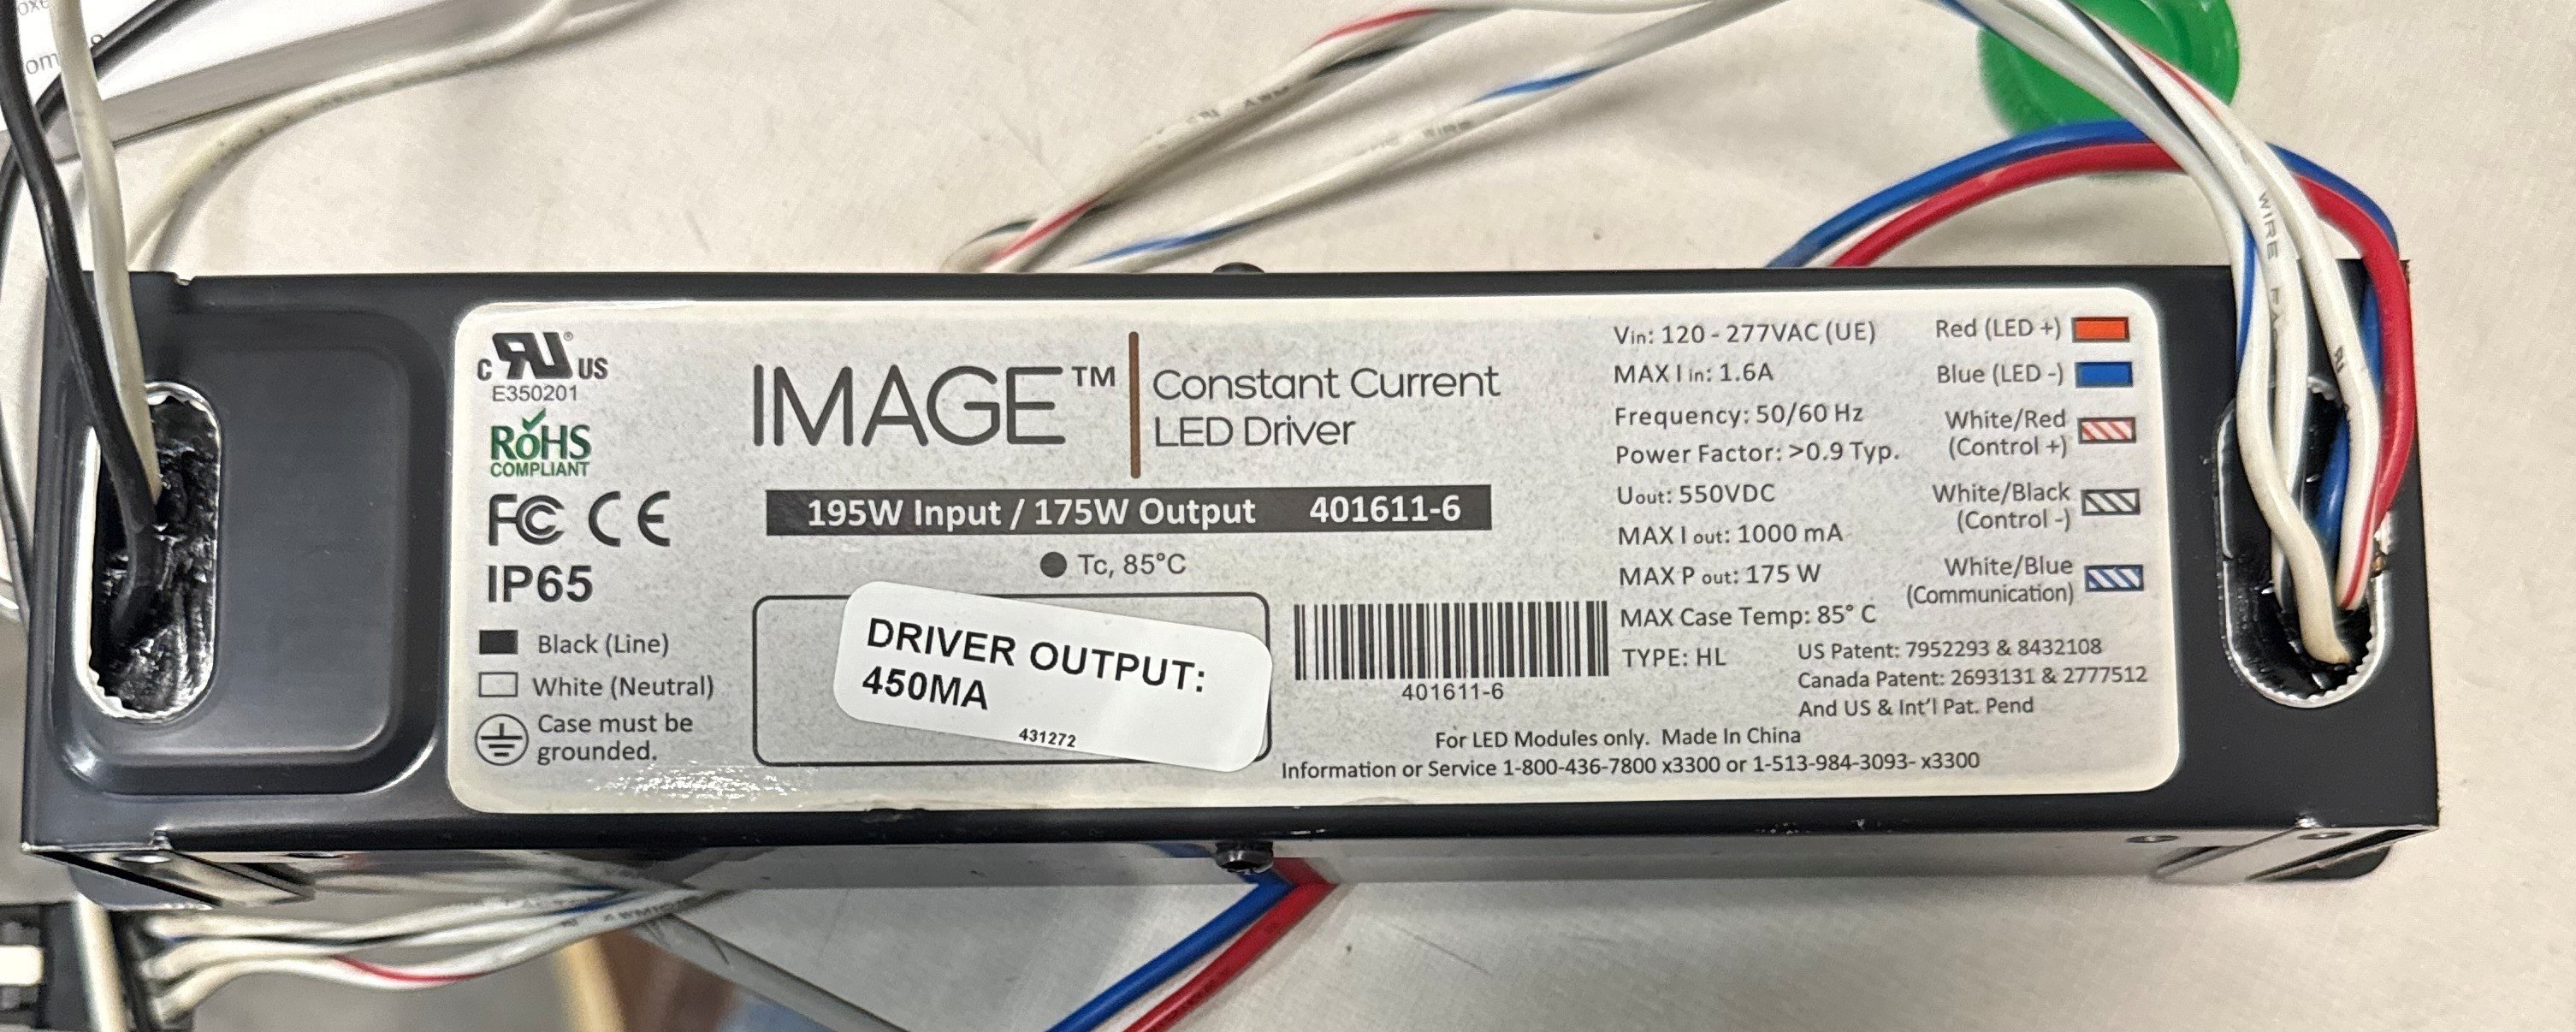 c RU® US
E350201
RoHS
COMPLIANT
FC CE
IP65
Black (Line)
White (Neutral)
Case must be
grounded.
IMAGE™
Constant Current
LED Driver
195W Input / 175W Output 401611-6
Tc, 85°C
DRIVER OUTPUT:
450MA
431272
401611-6
Vin: 120 - 277VAC (UE)
MAX I in: 1.6A
Frequency: 50/60 Hz
Power Factor: >0.9 Typ.
Uout: 550VDC
MAX I out: 1000 mA
MAX P out: 175 W
MAX Case Temp: 85° C
TYPE: HL
Red (LED +)
Blue (LED -)
White/Red
(Control +)
White/Black
(Control -)
White/Blue
(Communication)
US Patent: 7952293 & 8432108
Canada Patent: 2693131 & 2777512
And US & Int'l Pat. Pend
For LED Modules only. Made In China
Information or Service 1-800-436-7800 x3300 or 1-513-984-3093- x3300
WIRE